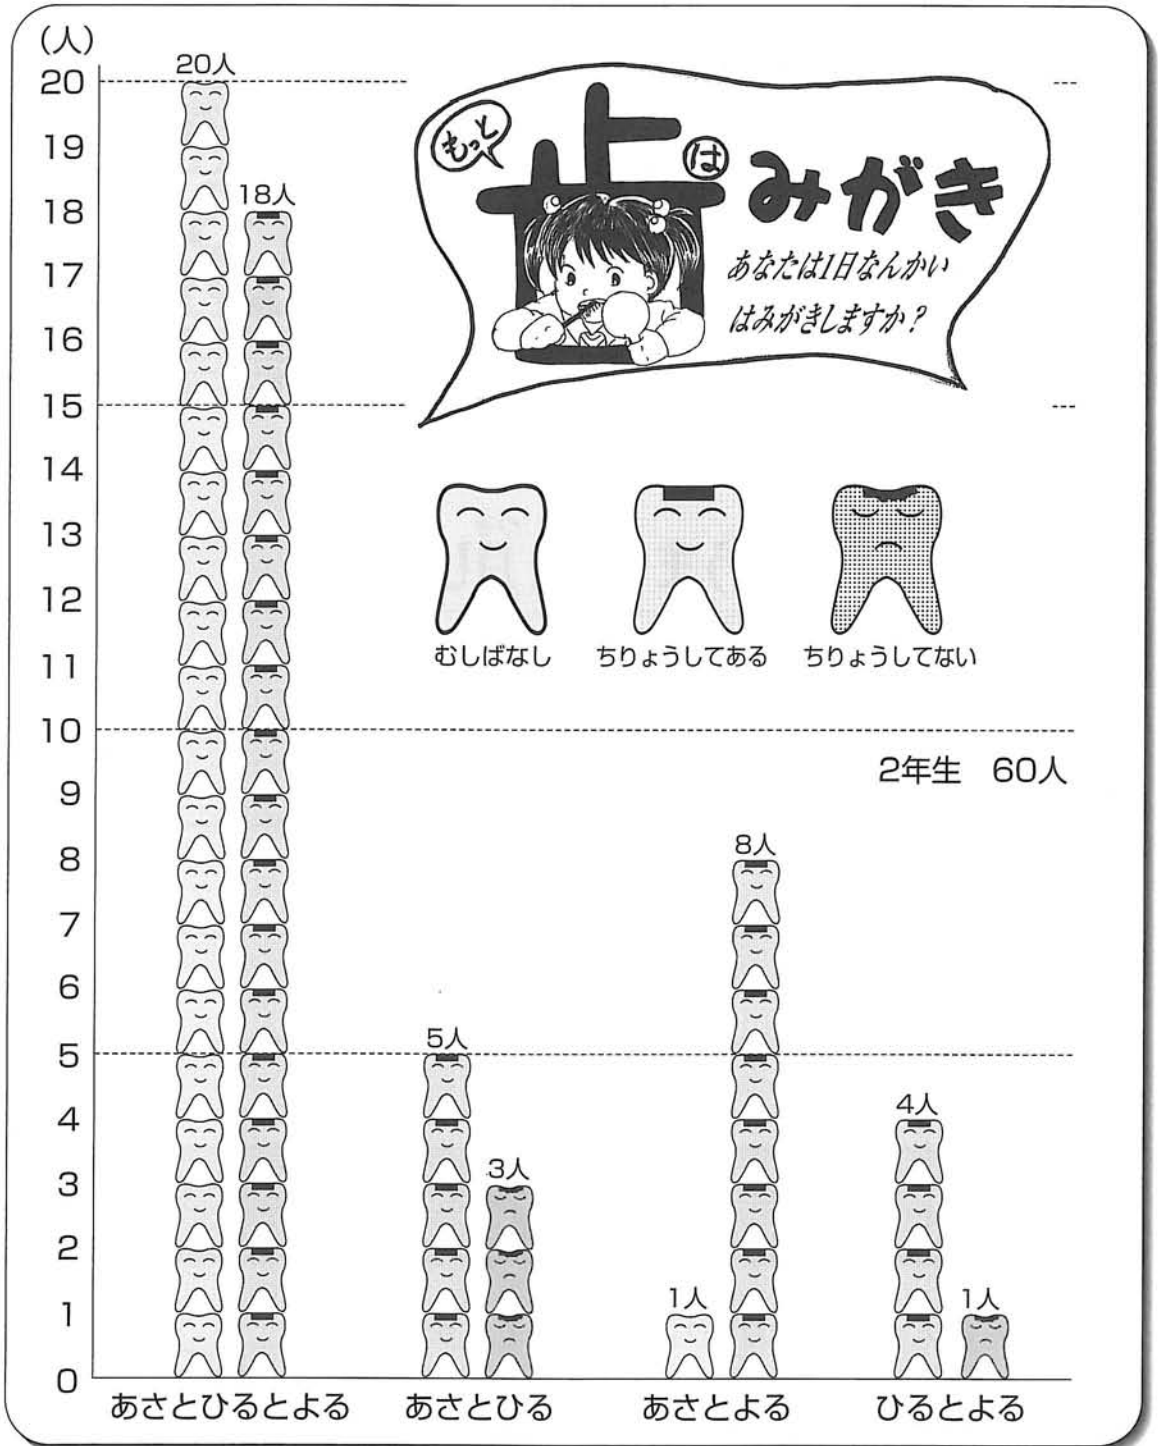 (人)
20
19
18
17
16
15
14
13
12
11
10
9
8
7
6
5
4
3
2
1
0
もっと
歯はみがき
あなたは1日なんかい
はみがきしますか？
むしばなし ちりょうしてある ちりょうしてない
2年生 60人
20人
18人
5人
3人
1人
8人
4人
1人
あさとひるとよる あさとひる あさとよる ひるとよる